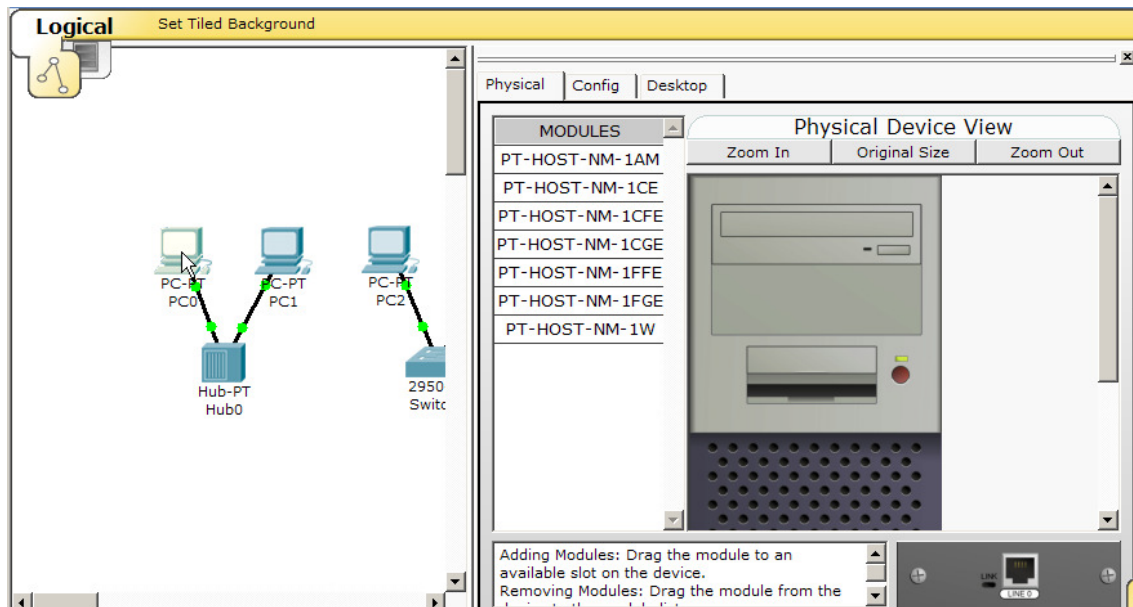 Logical
Set Tiled Background
PC-PT
PC0
PC-PT
PC1
PC-PT
PC2
Hub-PT
Hub0
2950
Switc
Physical
Config
Desktop
MODULES
PT-HOST-NM-1AM
PT-HOST-NM-1CE
PT-HOST-NM-1CFE
PT-HOST-NM-1CGE
PT-HOST-NM-1FFE
PT-HOST-NM-1FGE
PT-HOST-NM-1W
Physical Device View
Zoom In
Original Size
Zoom Out
Adding Modules: Drag the module to an
available slot on the device.
Removing Modules: Drag the module from the
LINK
LINE 0